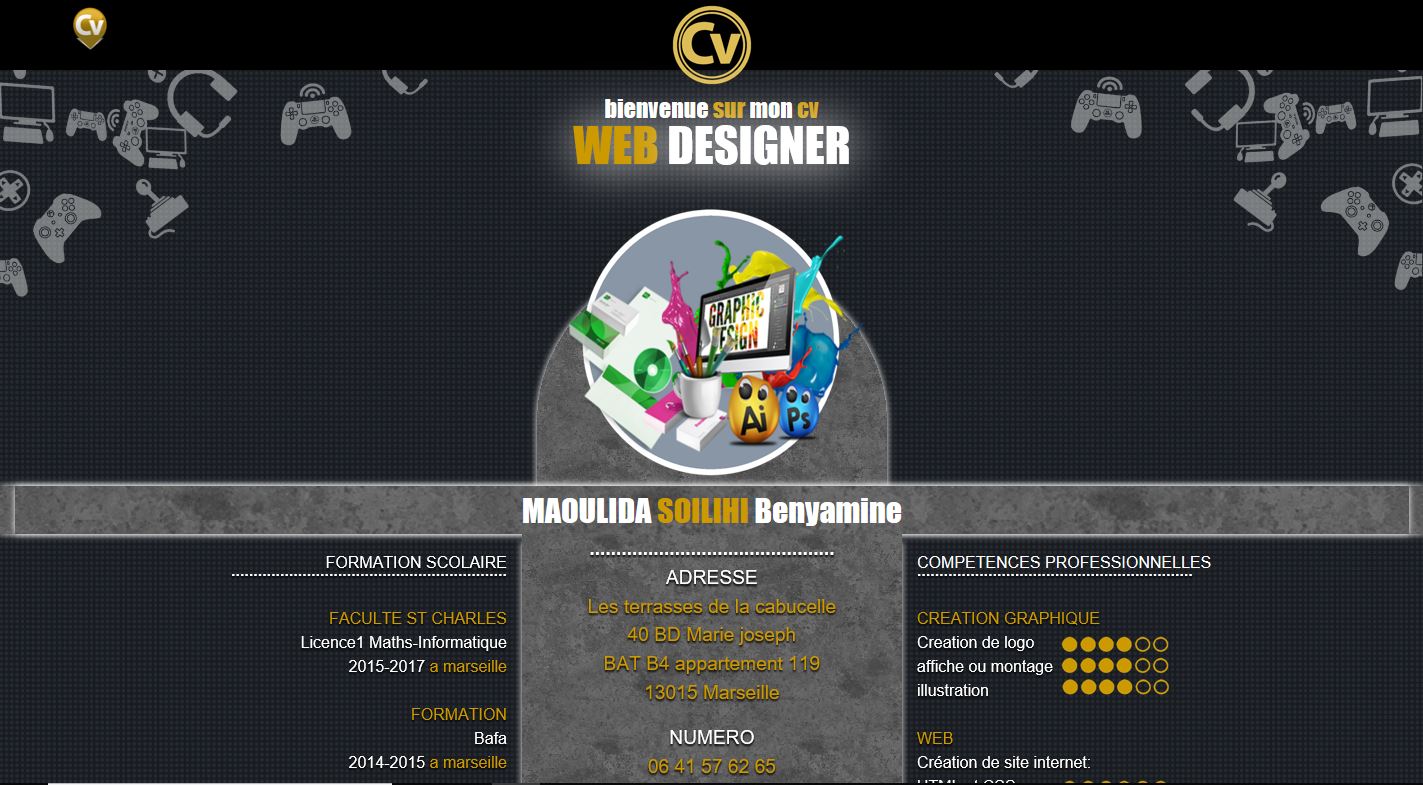 Cv
Cv
bienvenue sur mon cv
WEB DESIGNER
GRAPHIC
DESIGN
Ai
Ps
MAOULIDA SOILIHI Benyamine
FORMATION SCOLAIRE
FACULTE ST CHARLES
Licence1 Maths-Informatique
2015-2017 a marseille
FORMATION
Bafa
2014-2015 a marseille
ADRESSE
Les terrasses de la cabucelle
40 BD Marie joseph
BAT B4 appartement 119
13015 Marseille
NUMERO
06 41 57 62 65
COMPETENCES PROFESSIONNELLES
CREATION GRAPHIQUE
Creation de logo
affiche ou montage
illustration
WEB
Création de site internet: